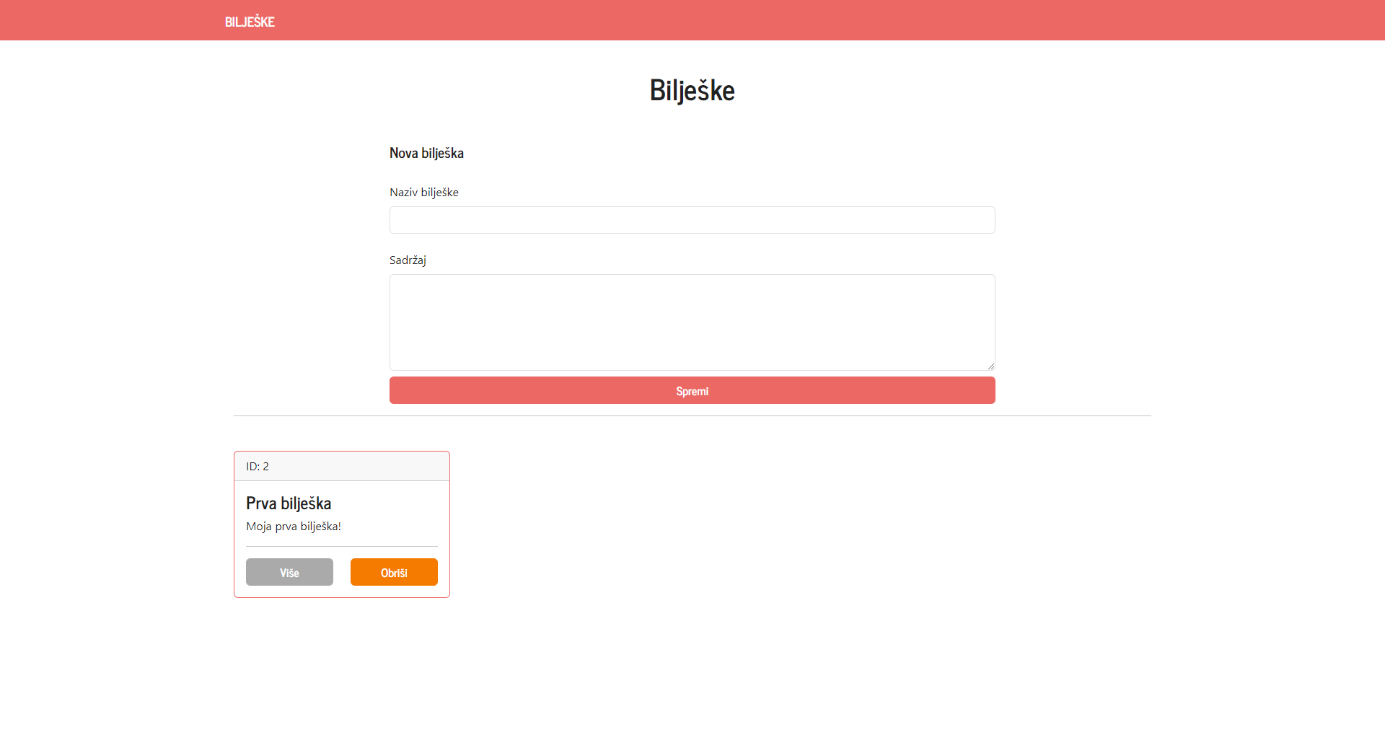 BILJEŠKE
Bilješke
Nova bilješka
Naziv bilješke
Sadržaj
Spremi
ID: 2
Prva bilješka
Moja prva bilješka!
Više
Obriši